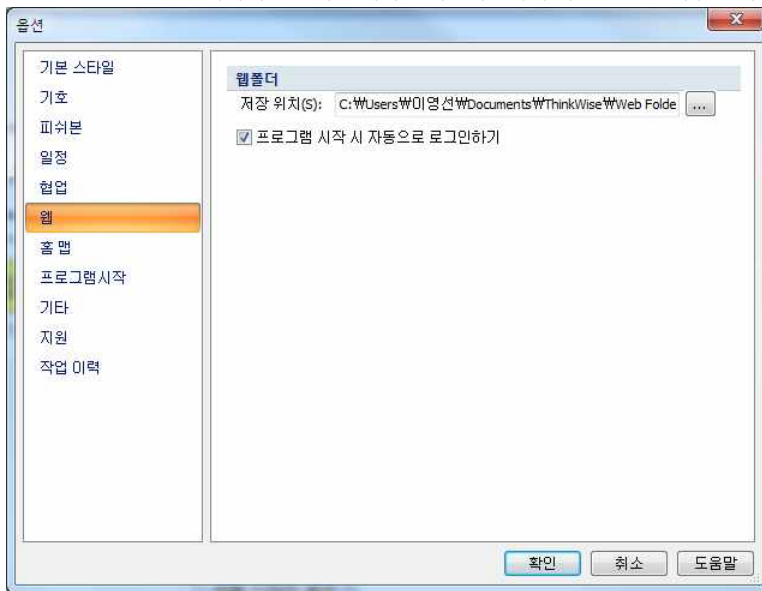 옵션
기본 스타일
기호
피쉬본
일정
협업
웹
홈 맵
프로그램시작
기타
지원
작업 이력
웹폴더
저장 위치(S): C:₩Users₩이영선₩Documents₩ThinkWise₩Web Folde ...
프로그램 시작 시 자동으로 로그인하기
확인 취소 도움말